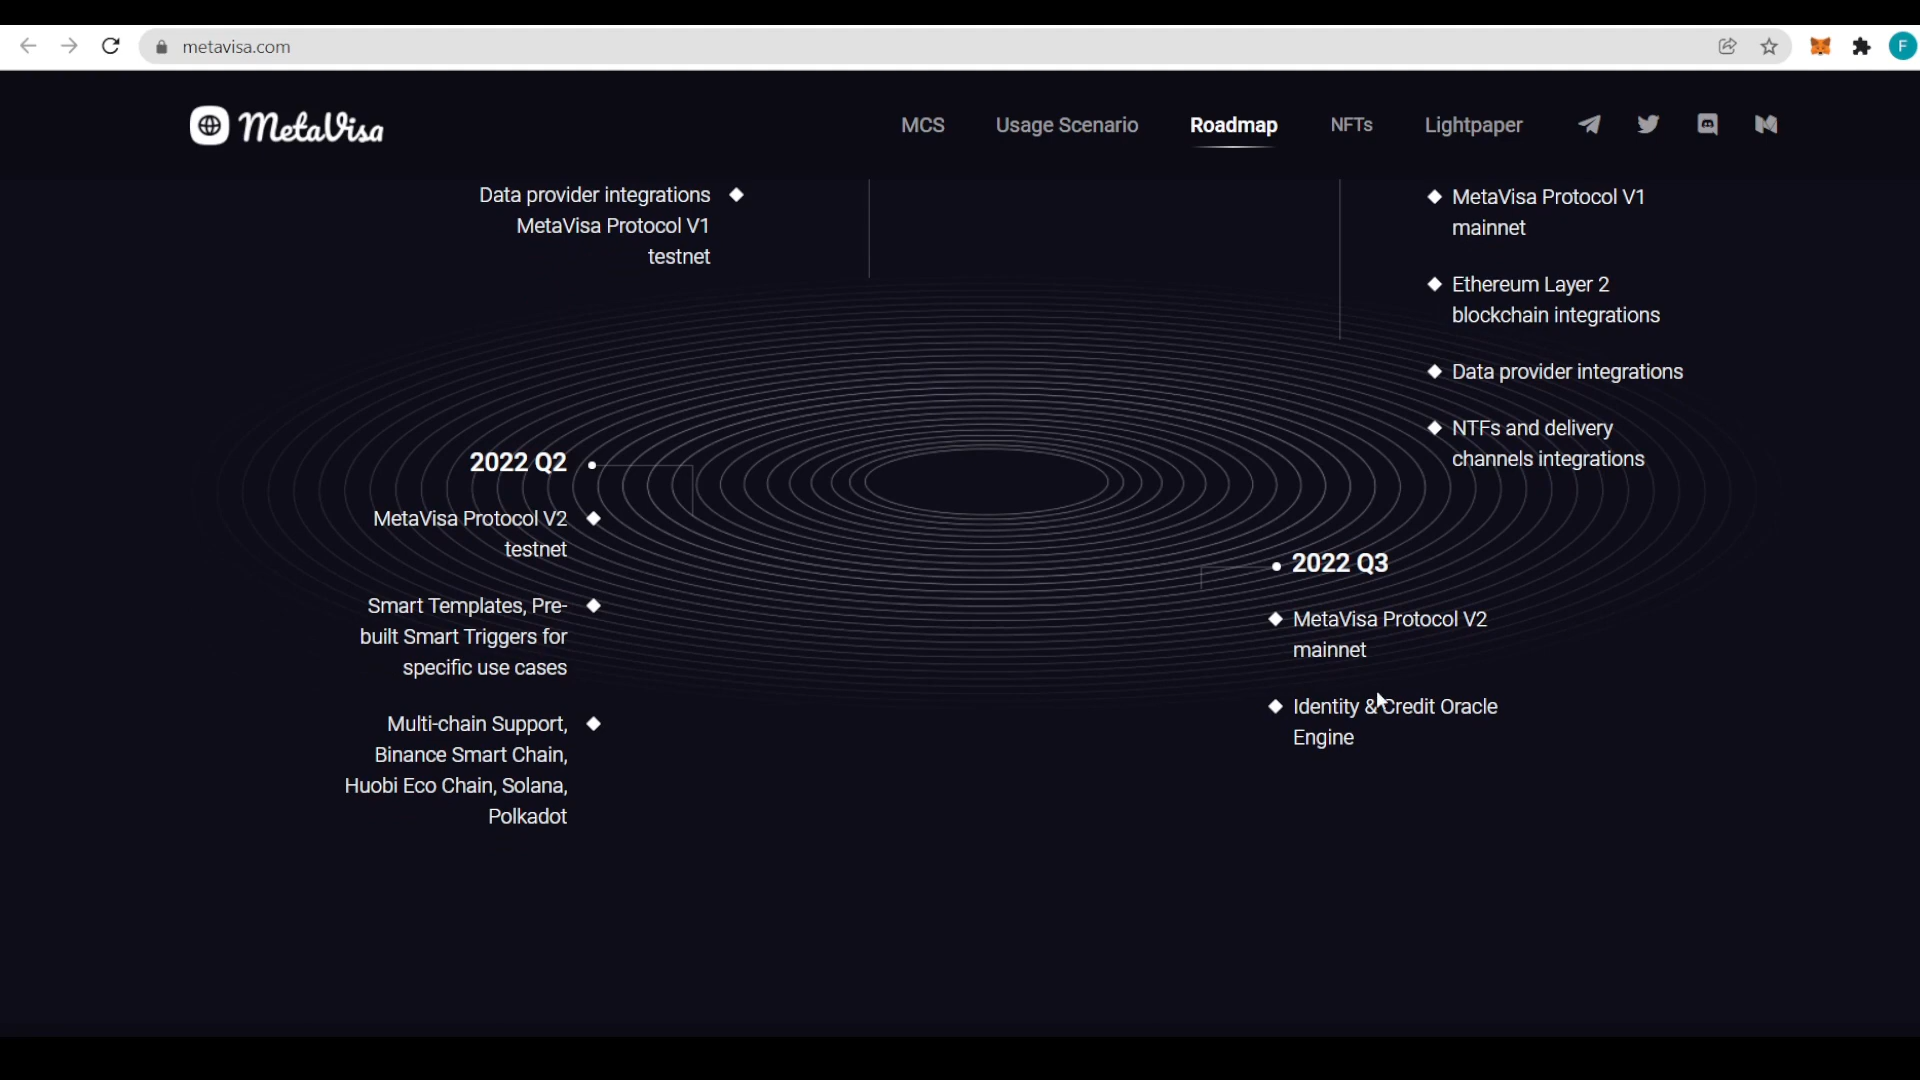 metavisa.com
F
MetaVisa
MCS
Usage Scenario
Roadmap
NFTs
Lightpaper
Data provider integrations
MetaVisa Protocol V1
testnet
MetaVisa Protocol V1
mainnet
Ethereum Layer 2
blockchain integrations
Data provider integrations
NTFs and delivery
channels integrations
2022 Q2
MetaVisa Protocol V2
testnet
Smart Templates, Pre-
built Smart Triggers for
specific use cases
Multi-chain Support,
Binance Smart Chain,
Huobi Eco Chain, Solana,
Polkadot
2022 Q3
MetaVisa Protocol V2
mainnet
Identity & Credit Oracle
Engine